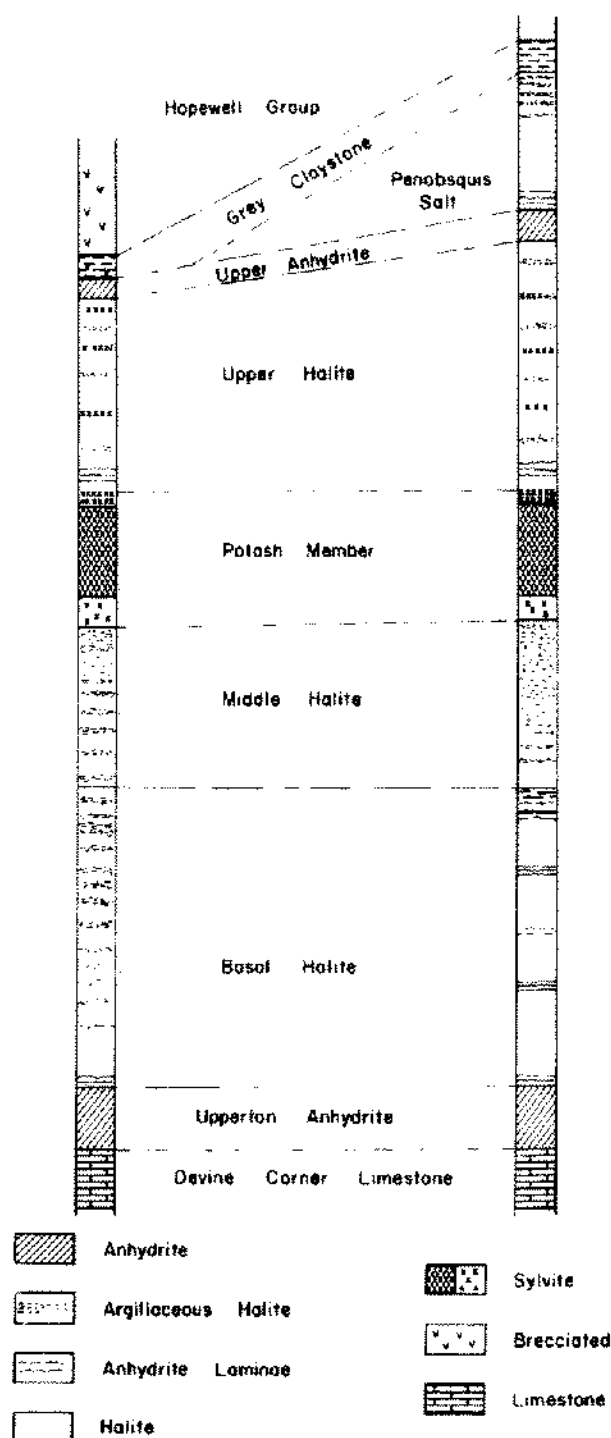 Hopewell Group
Grey Claystone
Penobsquis
Salt
Upper Anhydrite
Upper Halite
Potash Member
Middle Halite
Basal Halite
Upperton Anhydrite
Devine Corner Limestone
Anhydrite
Argillaceous Halite
Anhydrite Laminae
Halite
Sylvite
Brecciated
Limestone